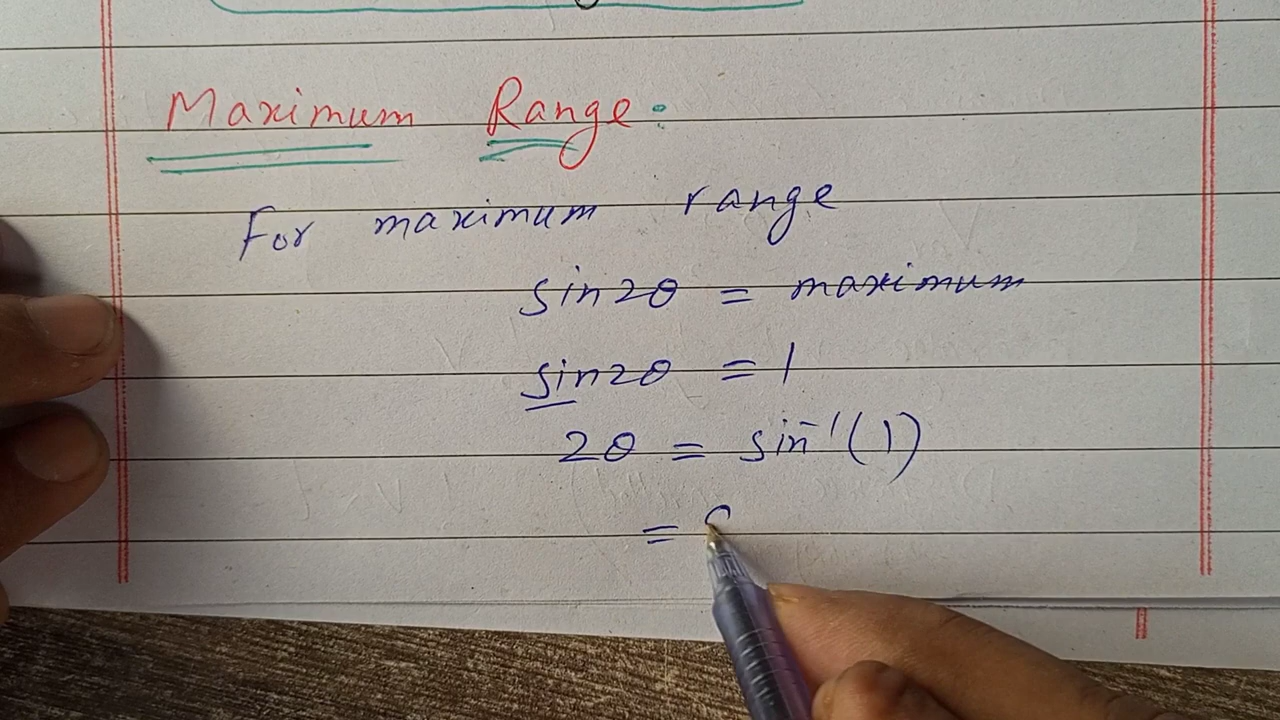 Maximum Range:
For maximum range
sin2θ = maximum
sin2θ = 1
2θ = sin⁻¹(1)
=